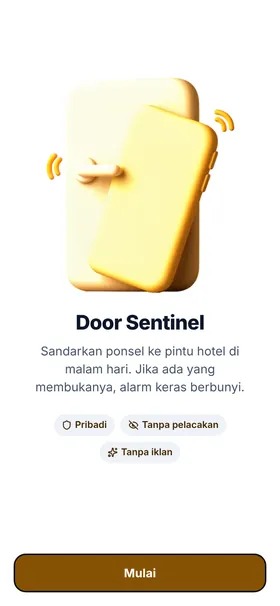 Door Sentinel
Sandarkan ponsel ke pintu hotel di
malam hari. Jika ada yang
membukanya, alarm keras berbunyi.
Pribadi
Tanpa pelacakan
Tanpa iklan
Mulai